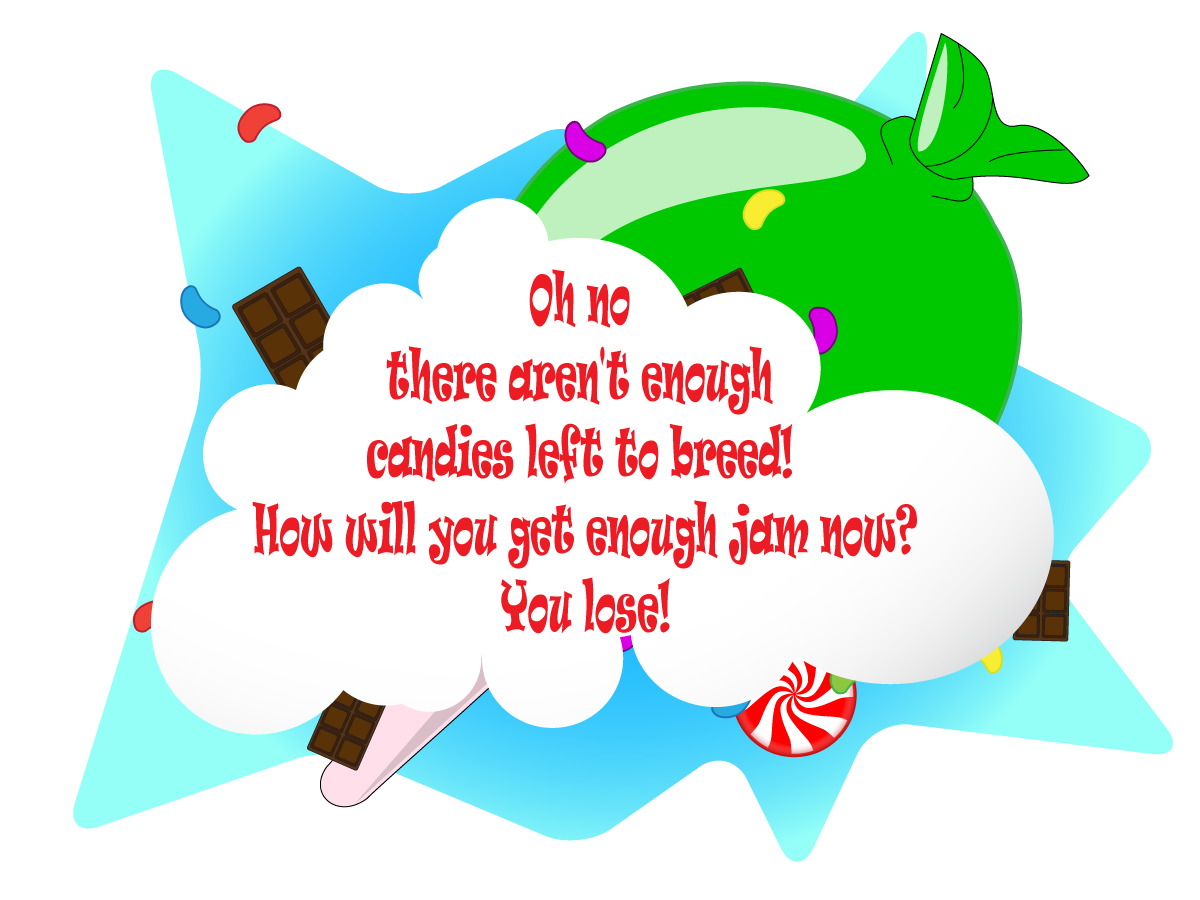 Oh no
there aren't enough
candies left to breed!
How will you get enough jam now?
You lose!